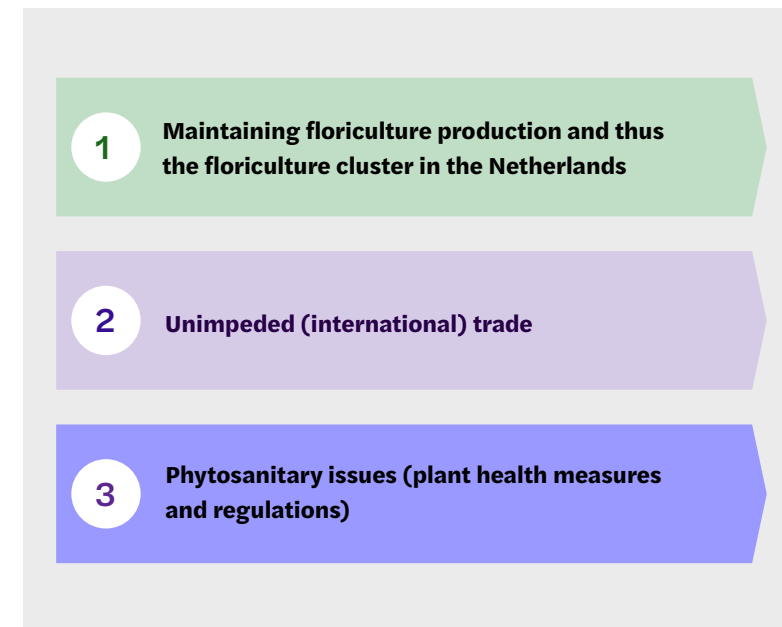 1
Maintaining floriculture production and thus
the floriculture cluster in the Netherlands
2
Unimpeded (international) trade
3
Phytosanitary issues (plant health measures
and regulations)